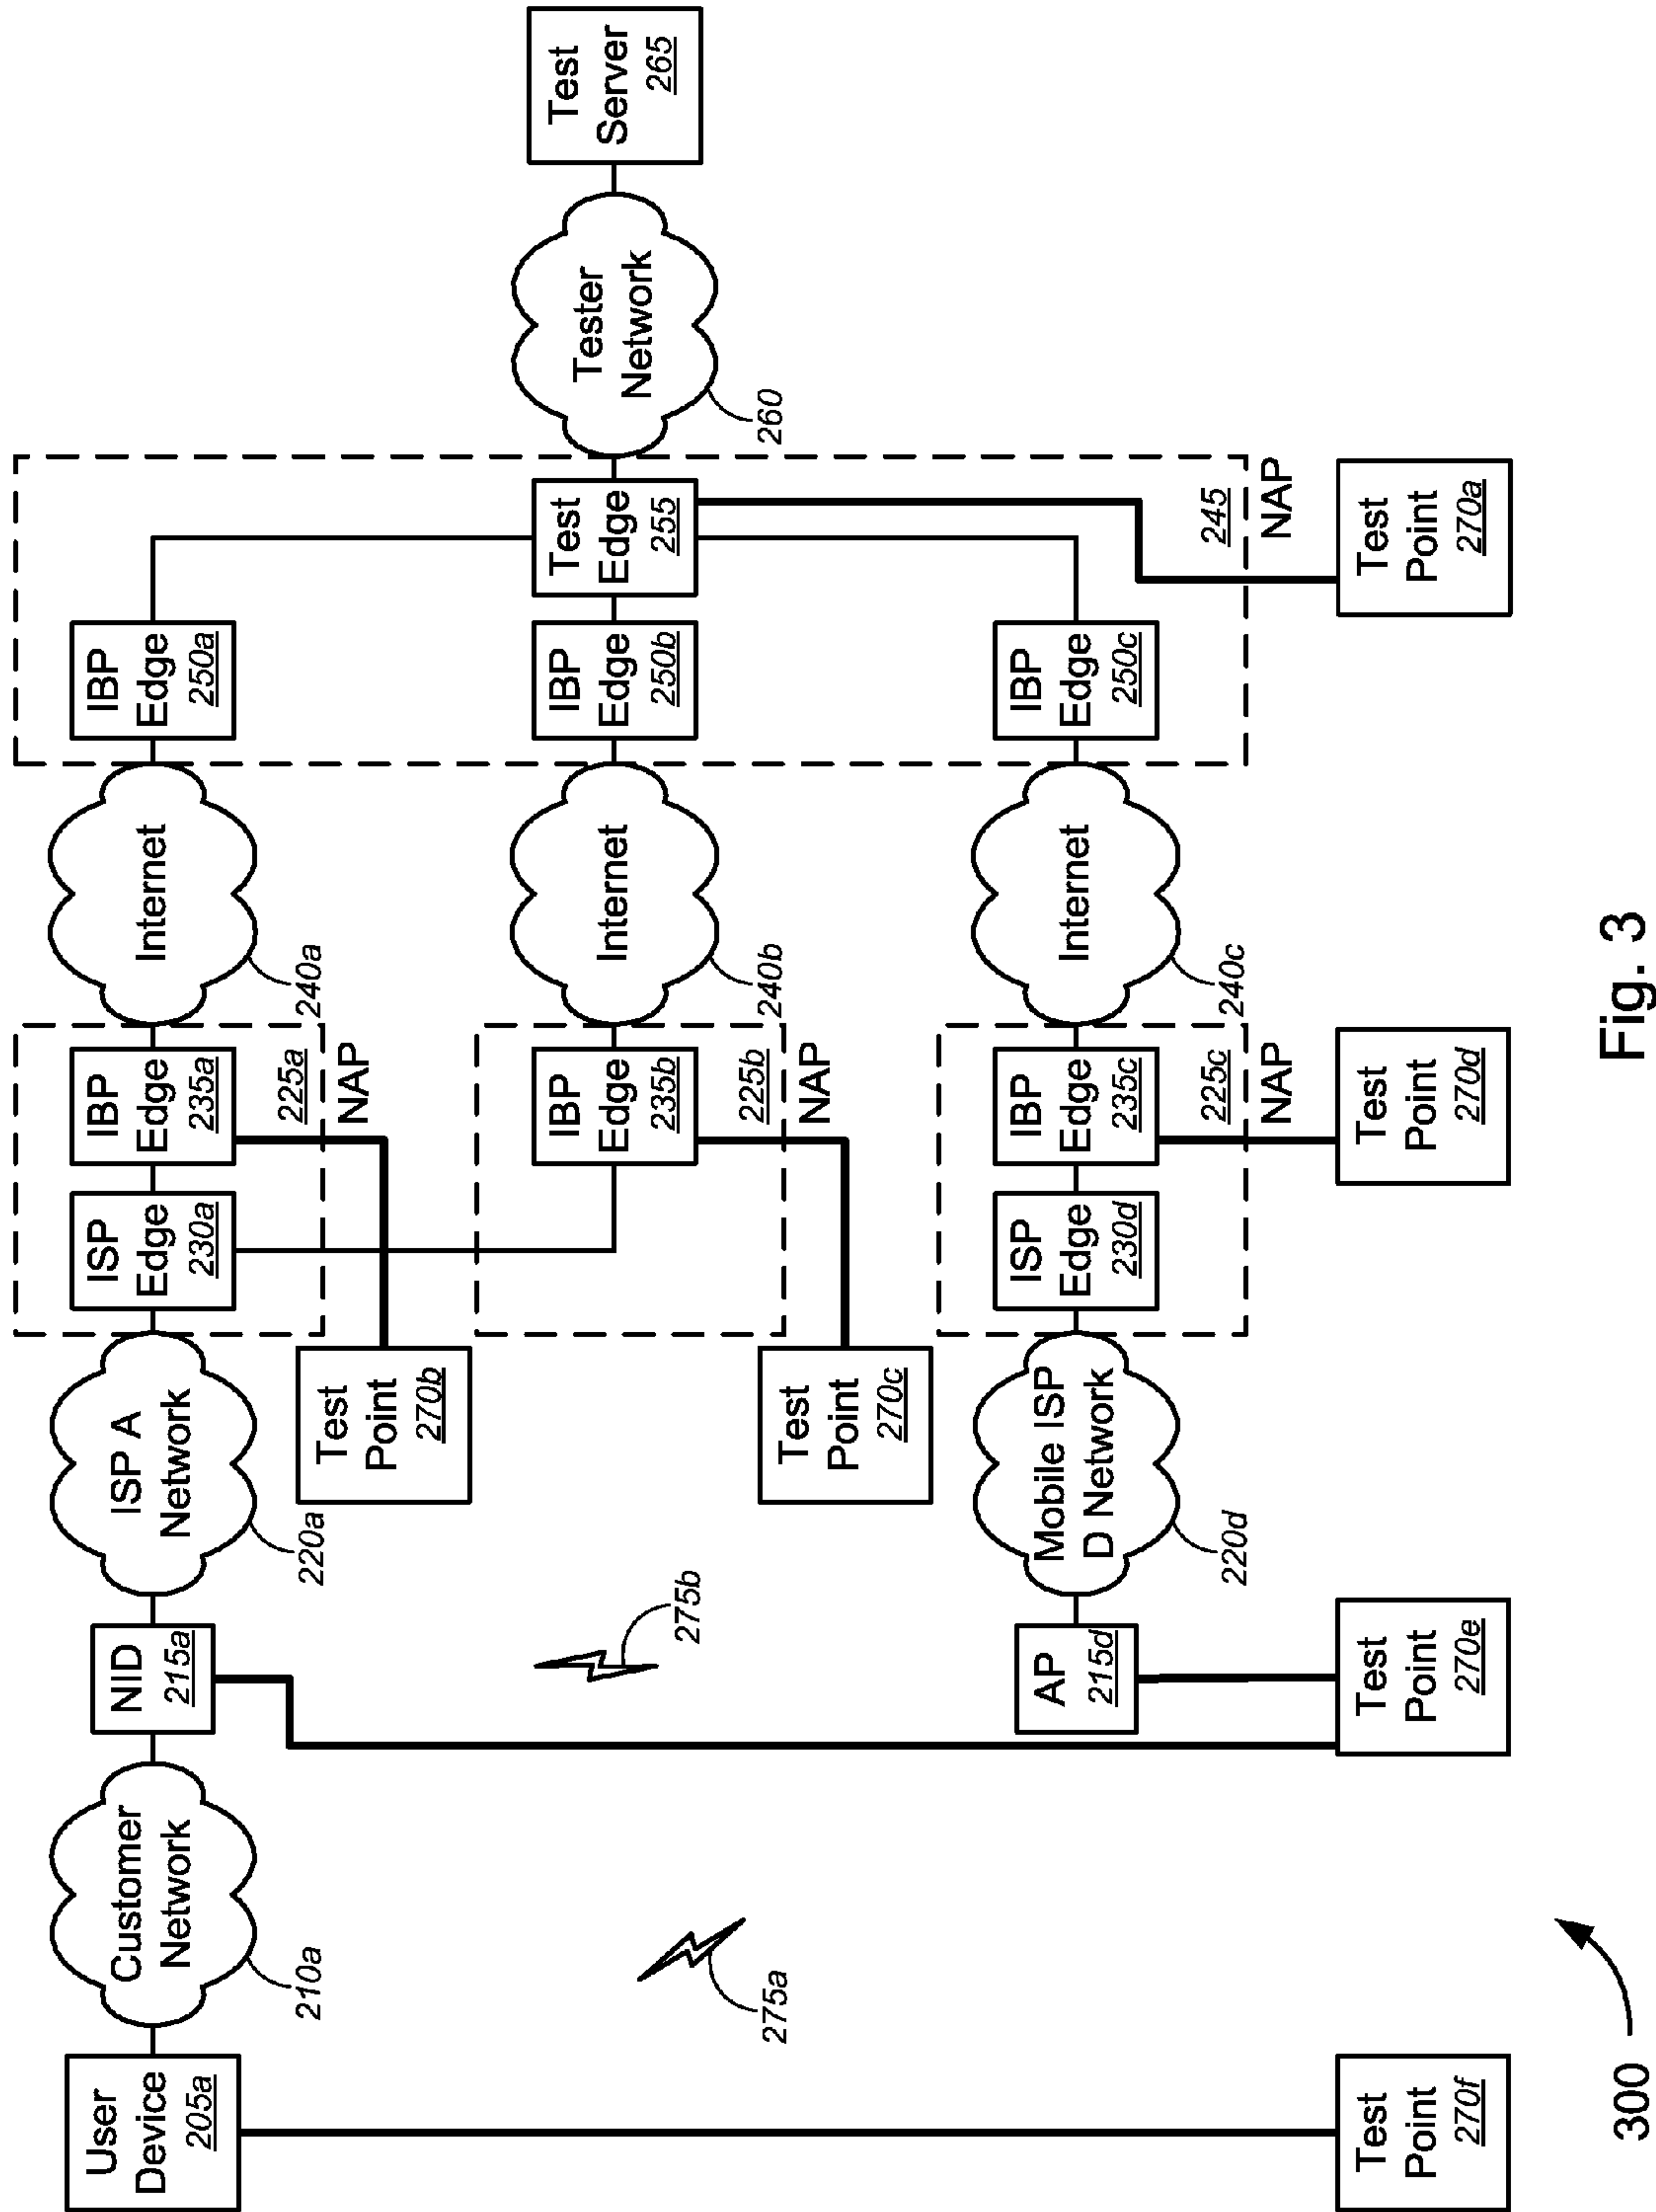 User
Device
205a
Customer
Network
210a
NID
215a
ISP A
Network
220a
ISP
Edge
230a
IBP
Edge
235a
225a
NAP
Internet
240a
IBP
Edge
250a
Test
Point
270b
275a
275b
IBP
Edge
235b
225b
NAP
Internet
240b
IBP
Edge
250b
Test
Edge
255
Tester
Network
260
Test
Server
265
Test
Point
270c
AP
215d
Mobile ISP
D Network
220d
ISP
Edge
230d
IBP
Edge
235c
225c
NAP
Internet
240c
IBP
Edge
250c
245
NAP
Test
Point
270f
Test
Point
270e
Test
Point
270d
Test
Point
270a
300
Fig. 3